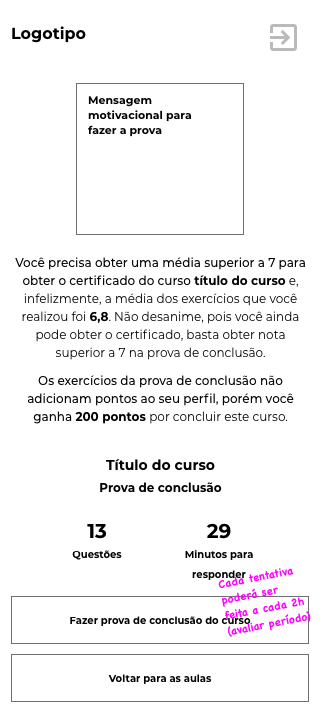 Logotipo
Mensagem
motivacional para
fazer a prova
Você precisa obter uma média superior a 7 para
obter o certificado do curso título do curso e,
infelizmente, a média dos exercícios que você
realizou foi 6,8. Não desanime, pois você ainda
pode obter o certificado, basta obter nota
superior a 7 na prova de conclusão.
Os exercícios da prova de conclusão não
adicionam pontos ao seu perfil, porém você
ganha 200 pontos por concluir este curso.
Título do curso
Prova de conclusão
13
Questões
29
Minutos para
responder
Cada tentativa
poderá ser
feita a cada 2h
(avaliar período)
Fazer prova de conclusão do curso
Voltar para as aulas